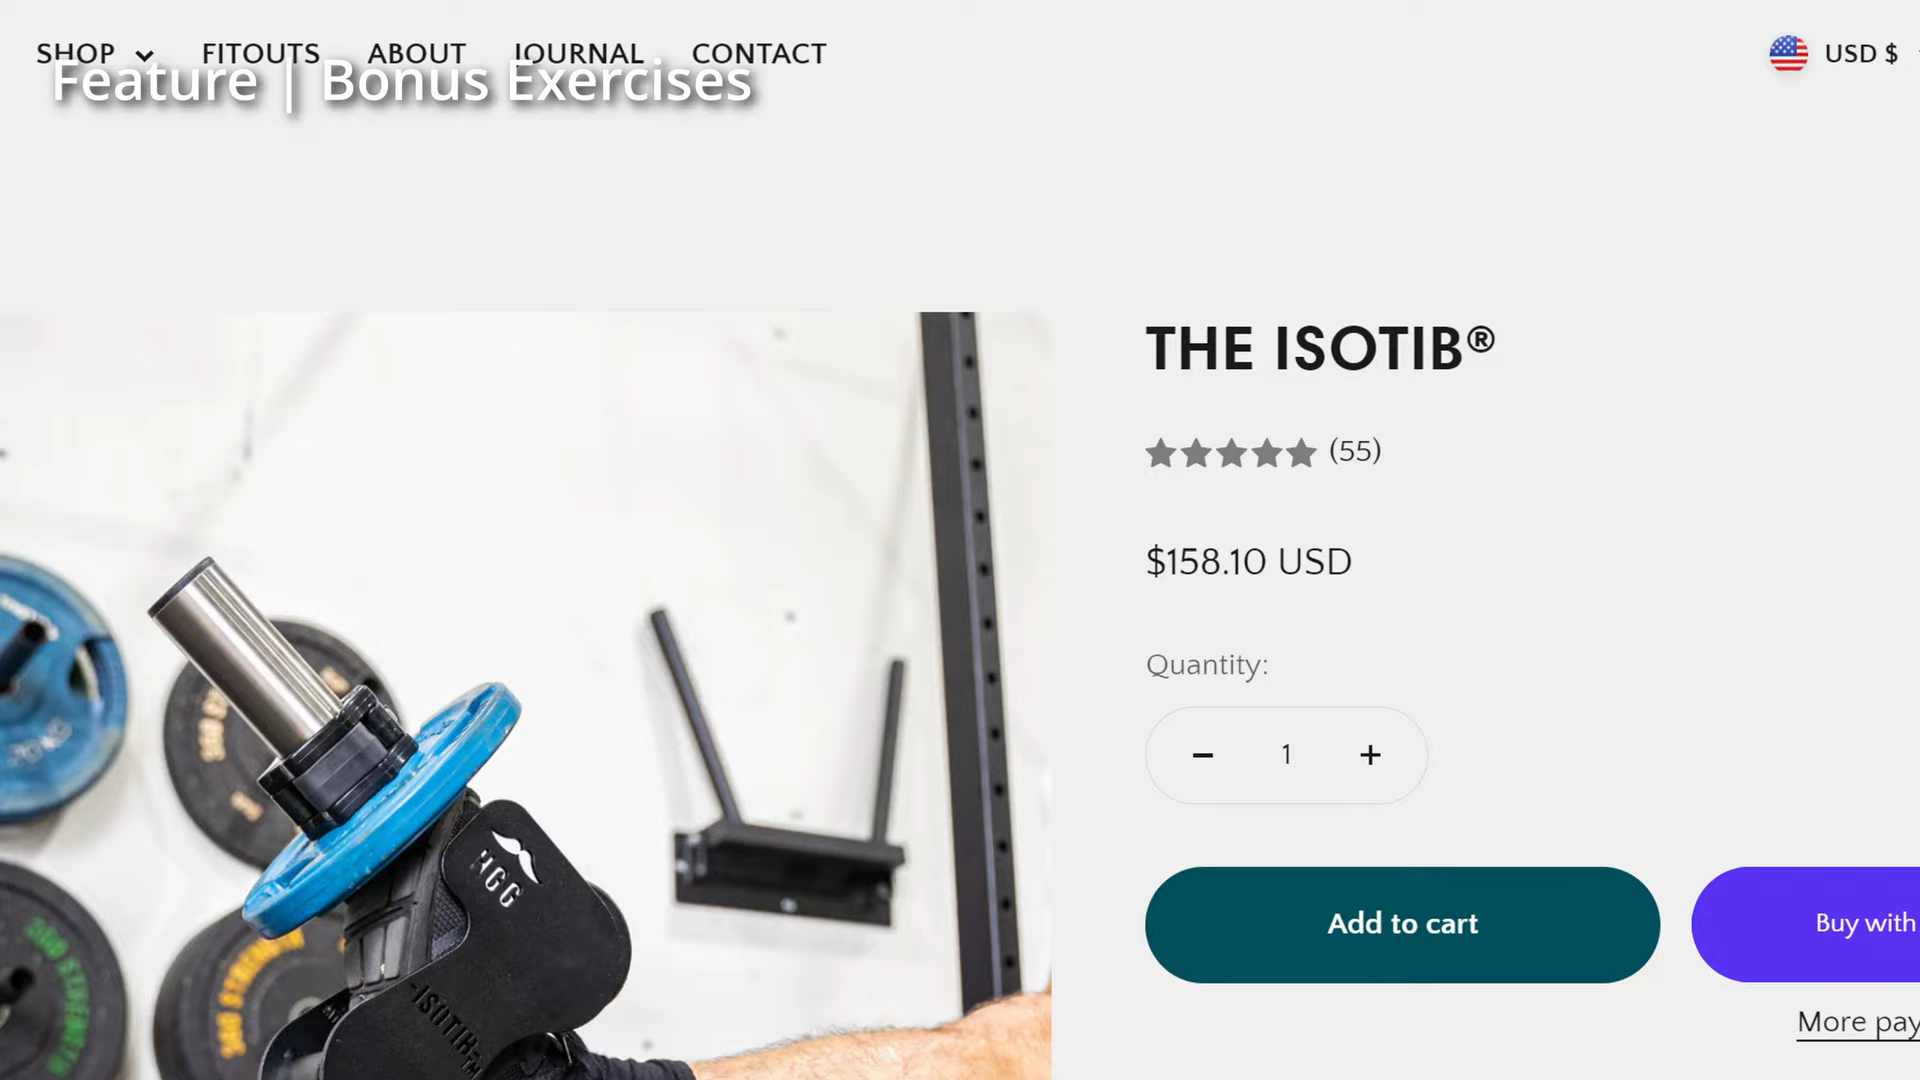 SHOP FITOUTS ABOUT JOURNAL CONTACT USD $
Feature | Bonus Exercises
THE ISOTIB®
(55)
$158.10 USD
Quantity:
- 1 +
Add to cart
Buy with
More pay
HGG
-ISOTIB™